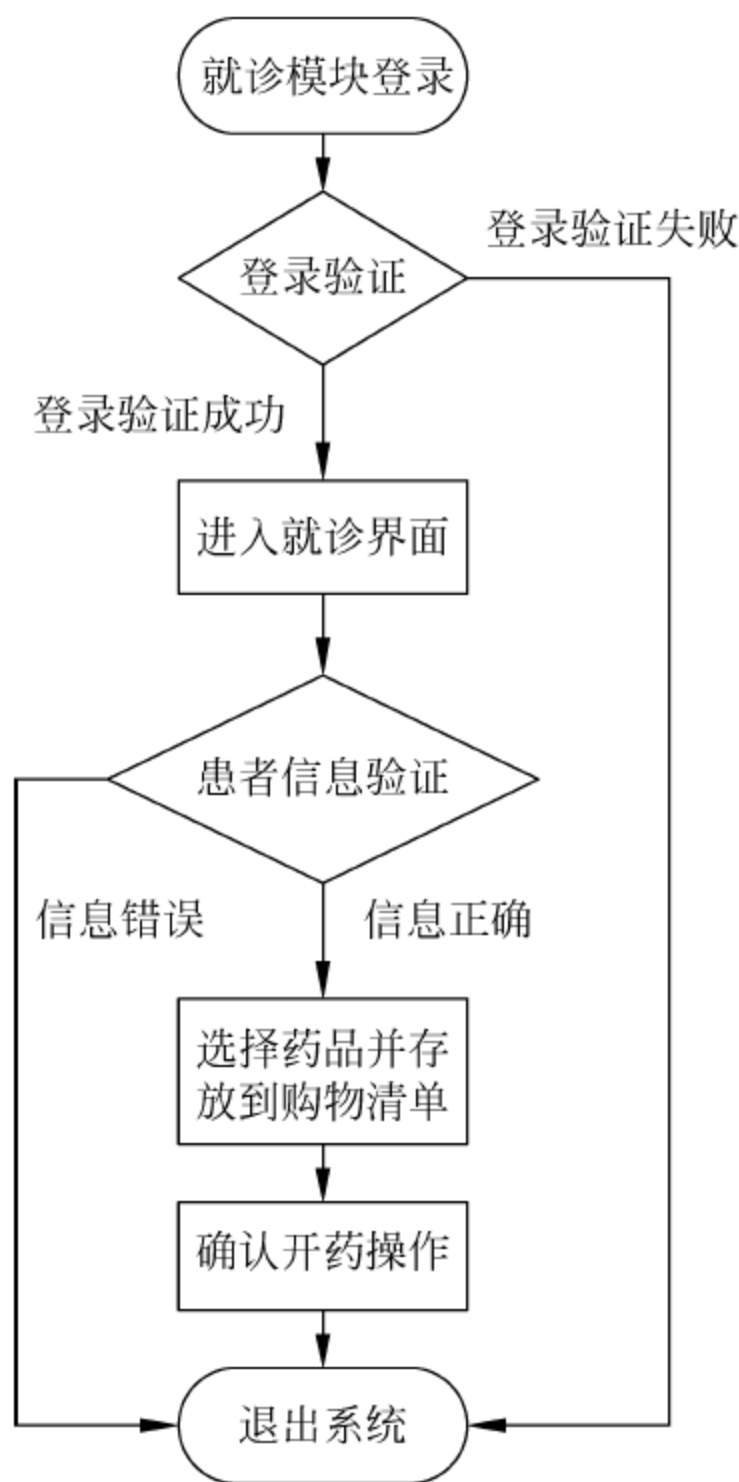 就诊模块登录
登录验证失败
登录验证
登录验证成功
进入就诊界面
患者信息验证
信息错误
信息正确
选择药品并存
放到购物清单
确认开药操作
退出系统